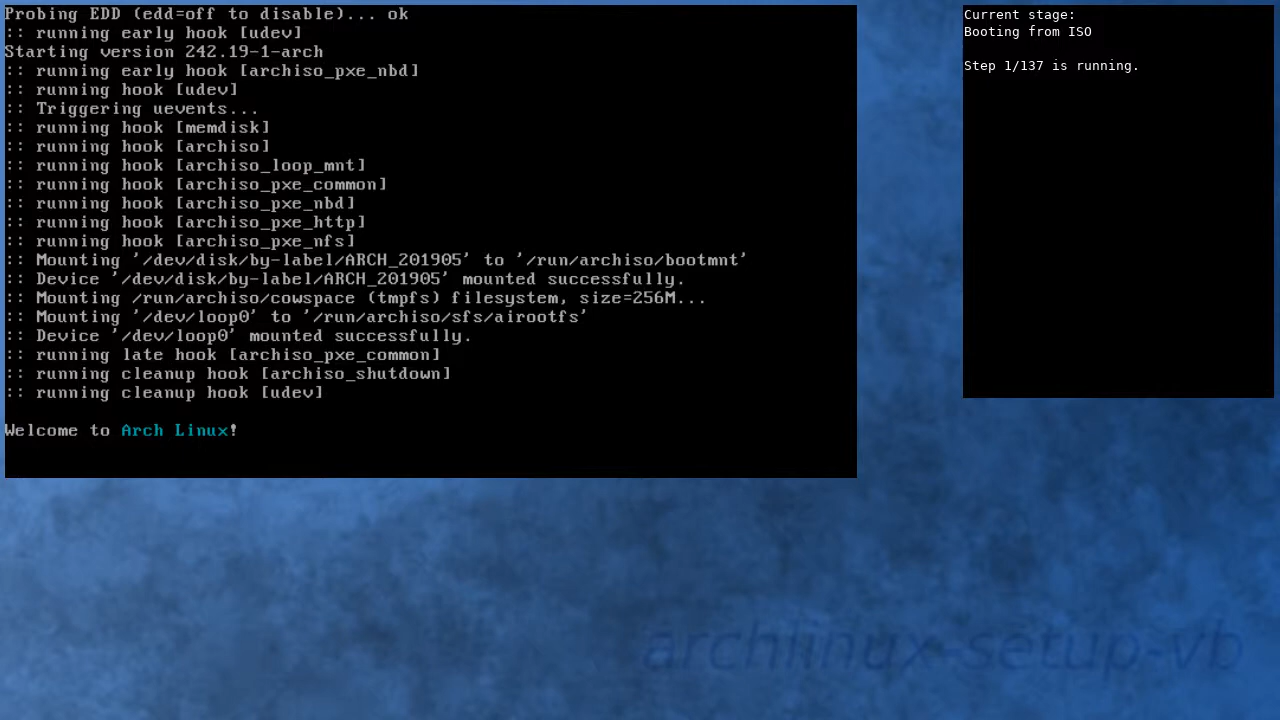 Probing EDD (edd=off to disable)... ok
:: running early hook [udev]
Starting version 242.19-1-arch
:: running early hook [archiso_pxe_nbd]
:: running hook [udev]
:: Triggering uevents...
:: running hook [memdisk]
:: running hook [archiso]
:: running hook [archiso_loop_mnt]
:: running hook [archiso_pxe_common]
:: running hook [archiso_pxe_nbd]
:: running hook [archiso_pxe_http]
:: running hook [archiso_pxe_nfs]
:: Mounting '/dev/disk/by-label/ARCH_201905' to '/run/archiso/bootmnt'
:: Device '/dev/disk/by-label/ARCH_201905' mounted successfully.
:: Mounting /run/archiso/cowspace (tmpfs) filesystem, size=256M...
:: Mounting '/dev/loop0' to '/run/archiso/sfs/airootfs'
:: Device '/dev/loop0' mounted successfully.
:: running late hook [archiso_pxe_common]
:: running cleanup hook [archiso_shutdown]
:: running cleanup hook [udev]
Welcome to Arch Linux!
Current stage:
Booting from ISO
Step 1/137 is running.
archlinux-setup-vb